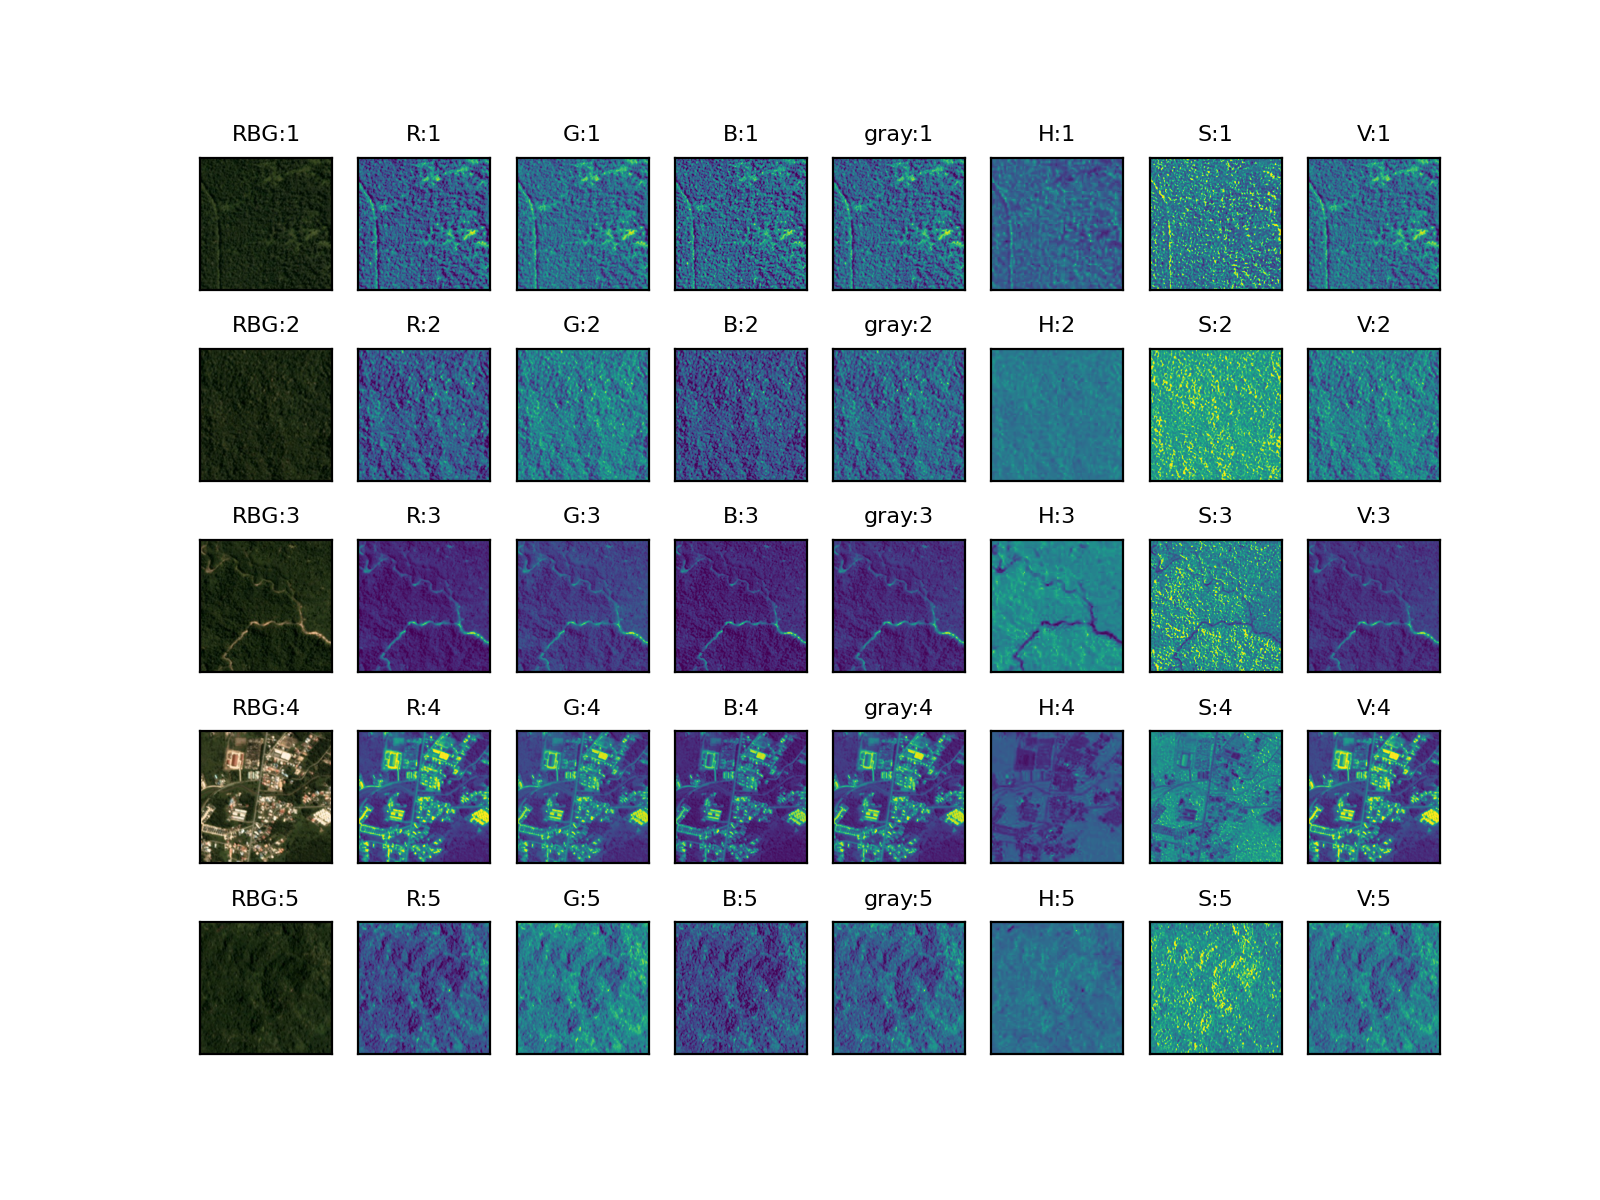 RBG:1 R:1 G:1 B:1 gray:1 H:1 S:1 V:1
RBG:2 R:2 G:2 B:2 gray:2 H:2 S:2 V:2
RBG:3 R:3 G:3 B:3 gray:3 H:3 S:3 V:3
RBG:4 R:4 G:4 B:4 gray:4 H:4 S:4 V:4
RBG:5 R:5 G:5 B:5 gray:5 H:5 S:5 V:5